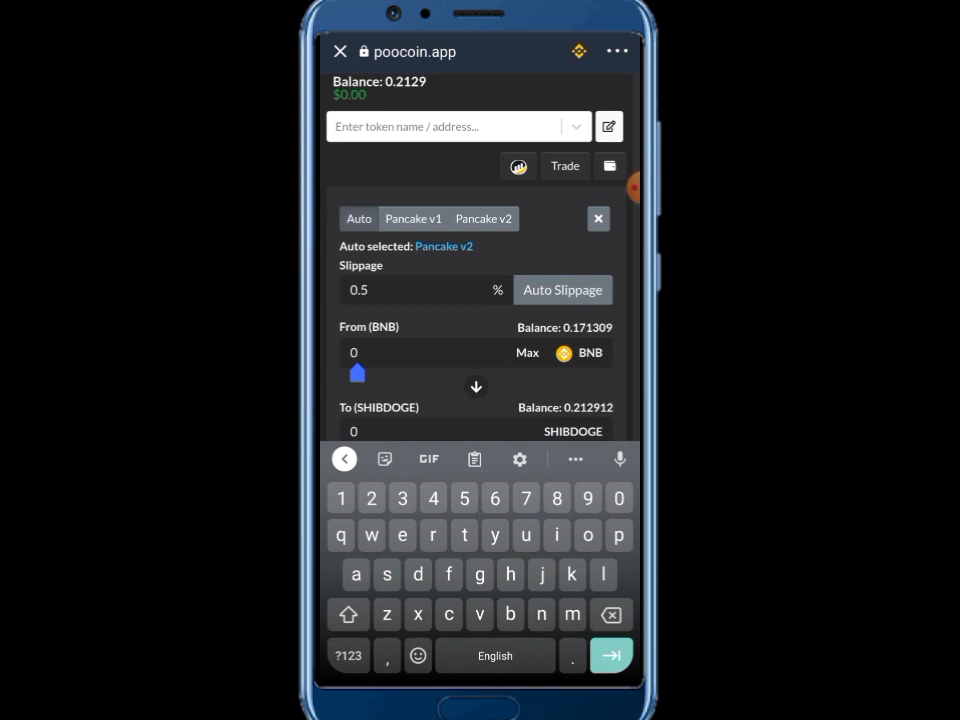 poocoin.app
Balance: 0.2129
$0.00
Enter token name / address...
Trade
Auto Pancake v1 Pancake v2
Auto selected: Pancake v2
Slippage
0.5 % Auto Slippage
From (BNB) Balance: 0.171309
0 Max BNB
To (SHIBDOGE) Balance: 0.212912
0 SHIBDOGE
GIF
1 2 3 4 5 6 7 8 9 0
q w e r t y u i o p
a s d f g h j k l
z x c v b n m
?123 , English .